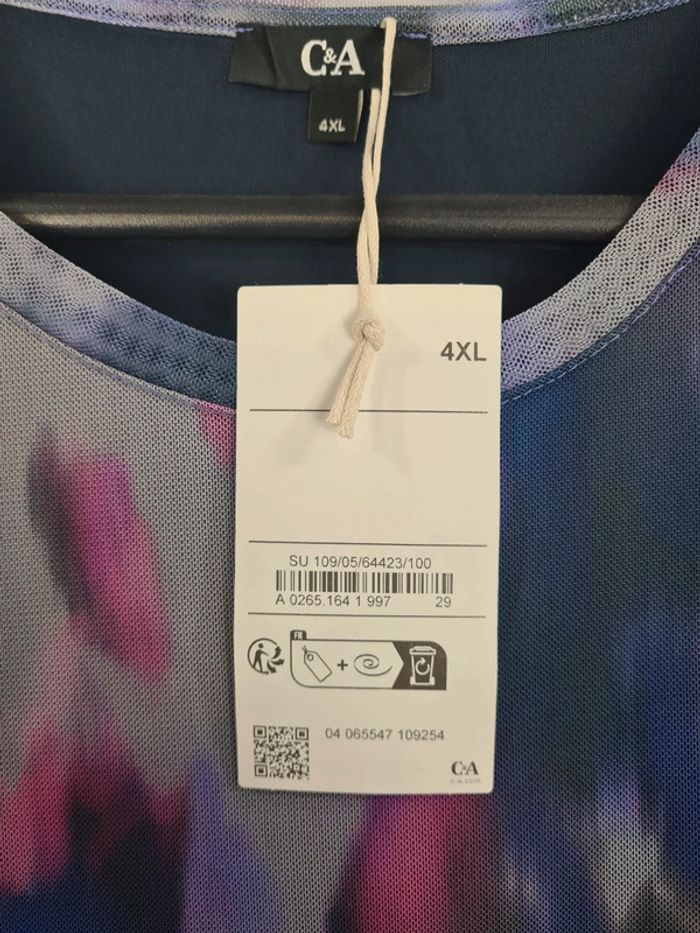 C&A
4XL
4XL
SU 109/05/64423/100
A 0265.164 1 997 29
FR
+
04 065547 109254
C&A
c-a.com